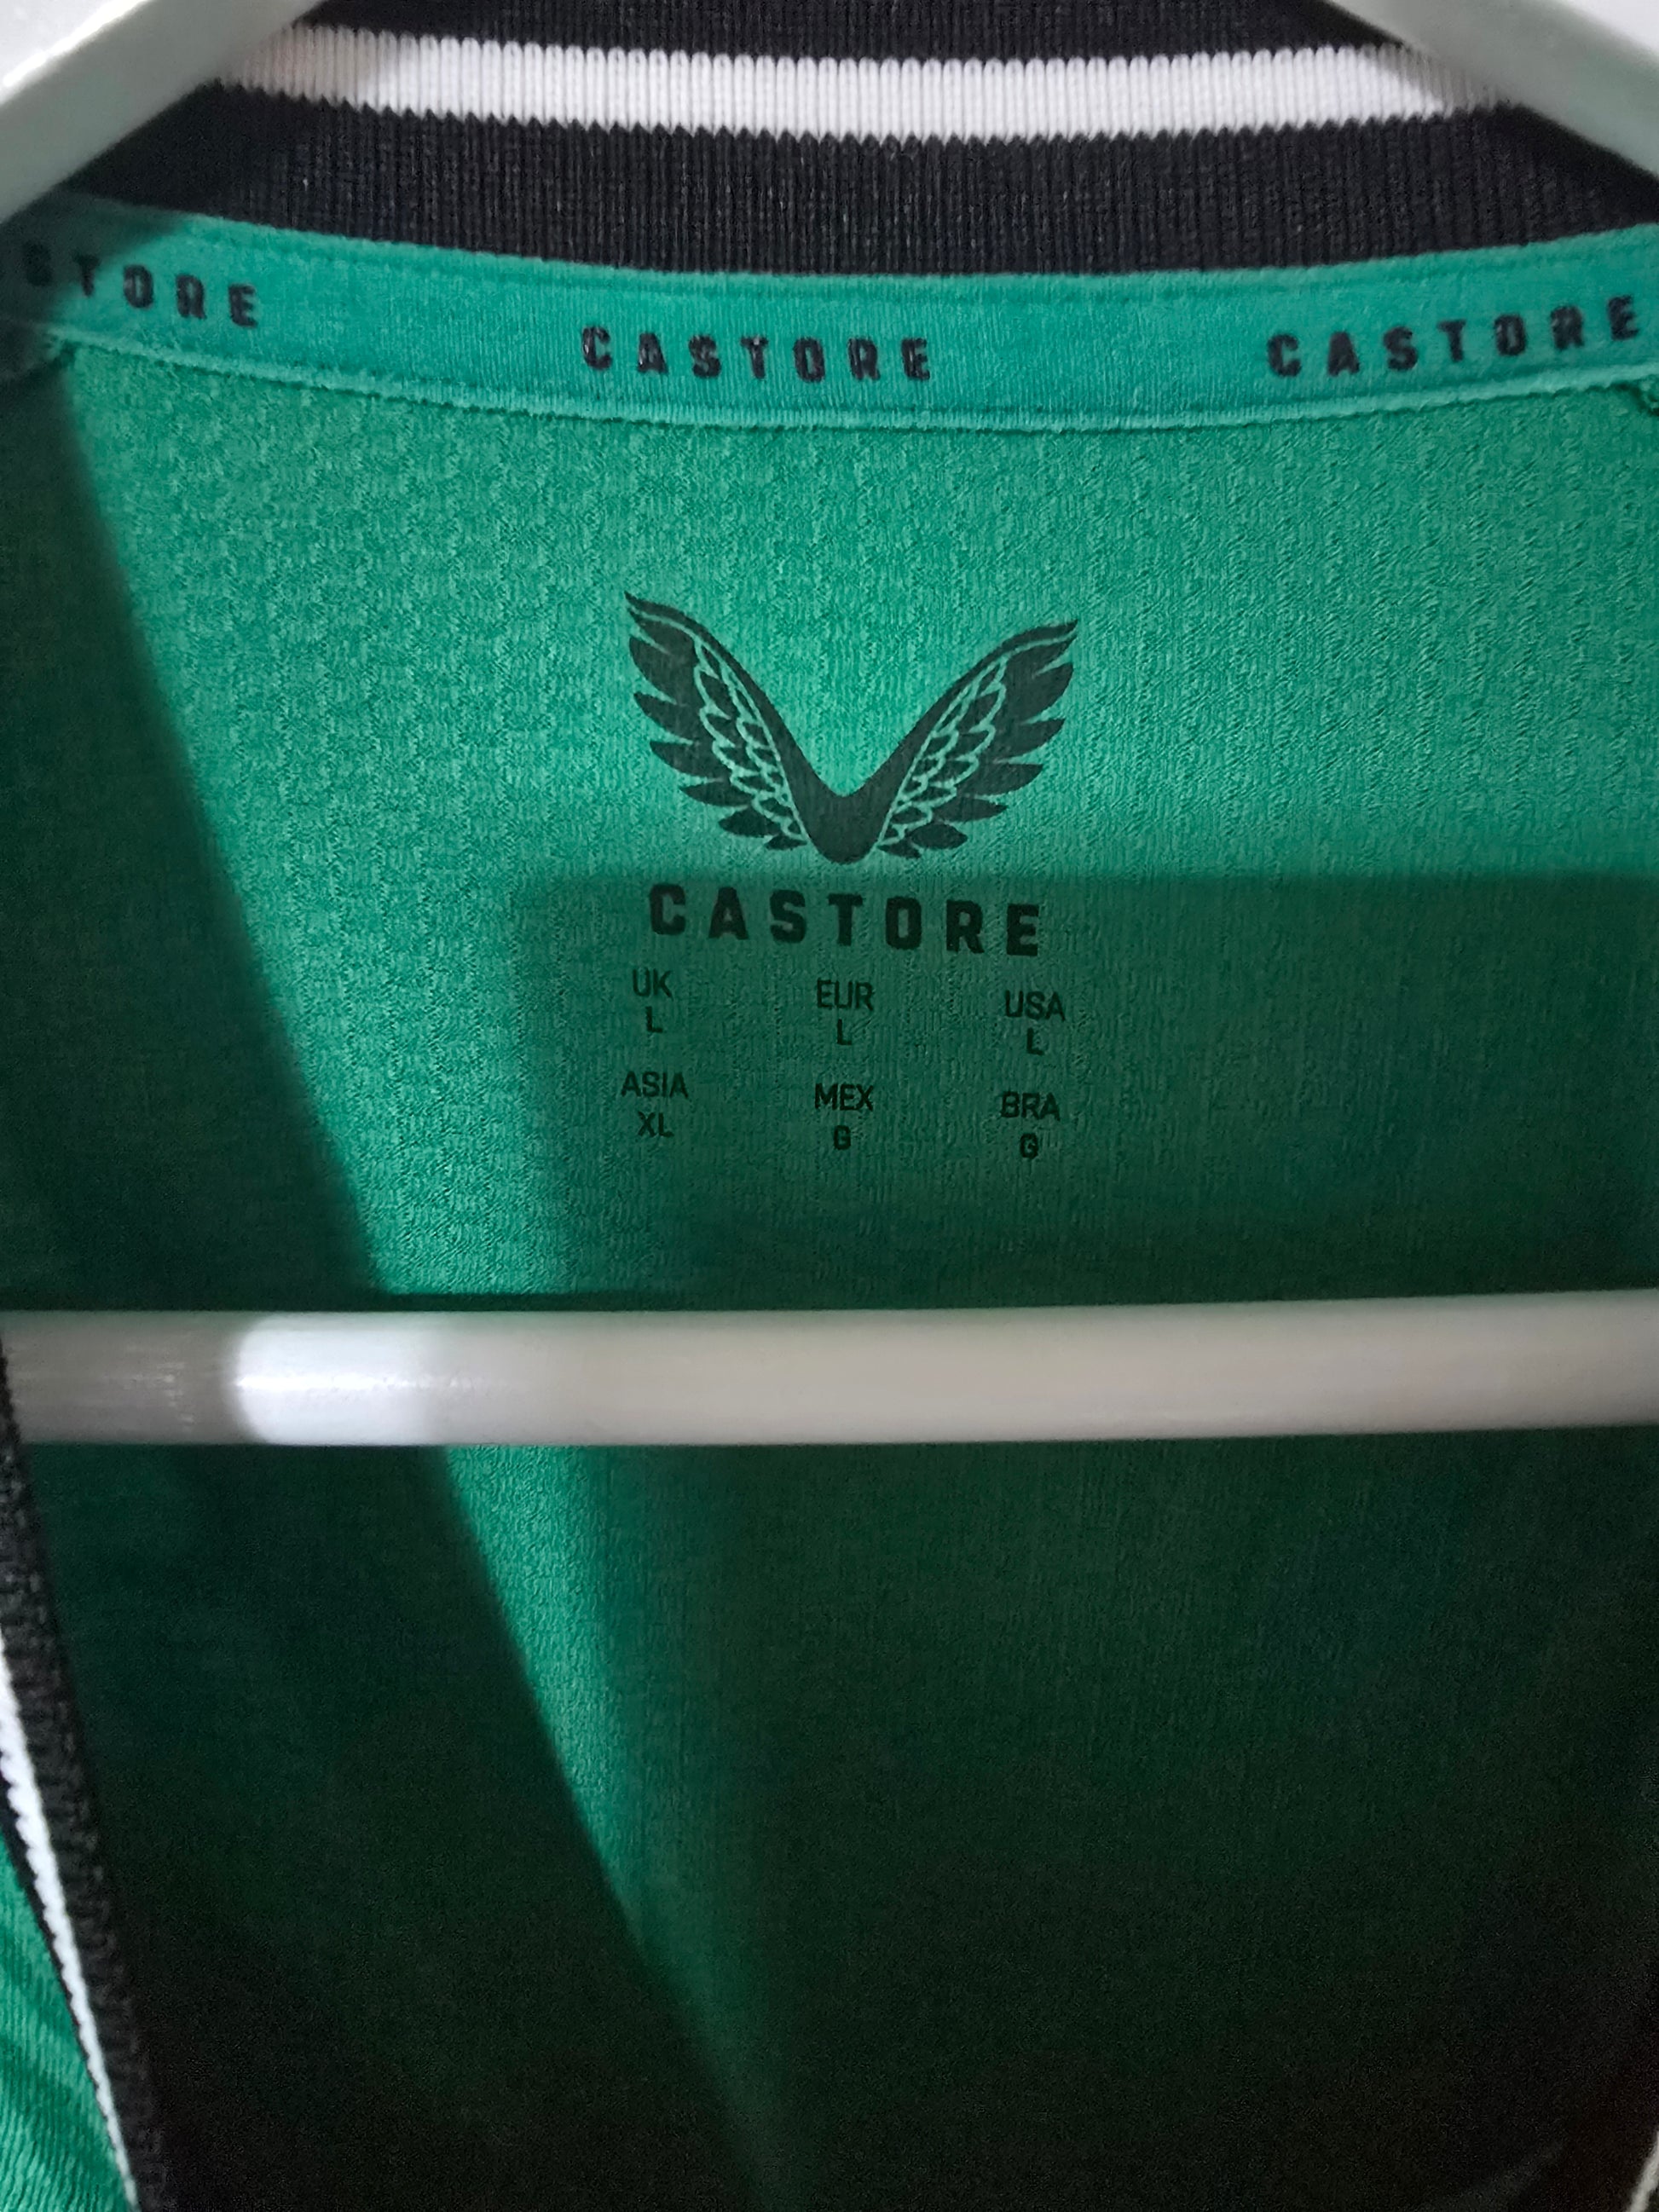 STORE CASTORE CASTORE
CASTORE
UK EUR USA
L L L
ASIA MEX BRA
XL G G